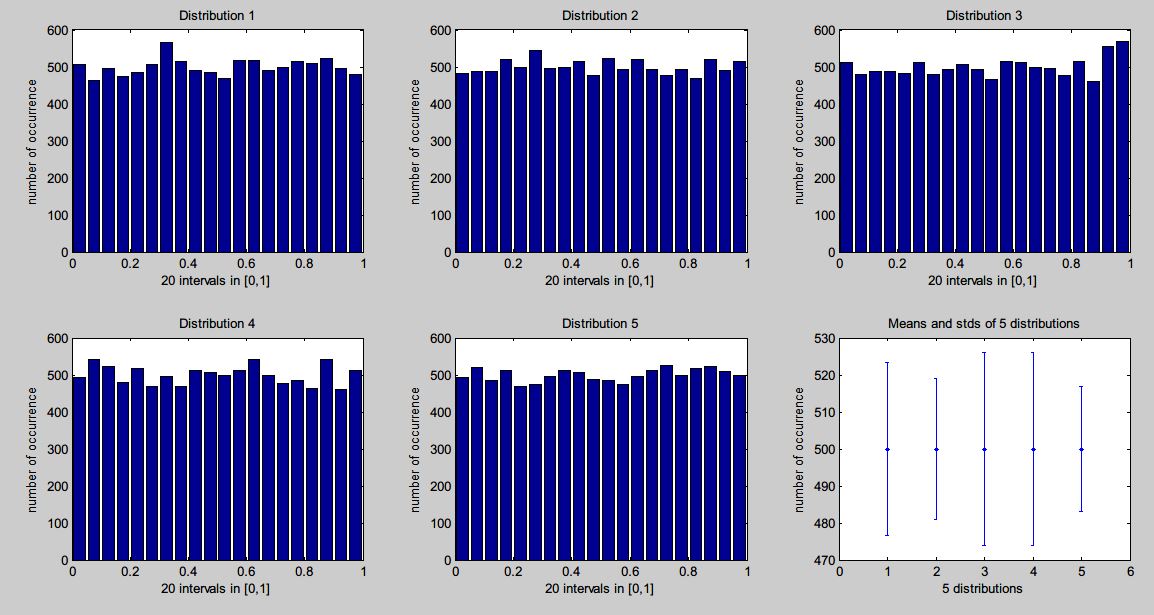 Distribution 1
600
500
400
300
200
100
0
number of occurrence
0 0.2 0.4 0.6 0.8 1
20 intervals in [0,1]
Distribution 2
600
500
400
300
200
100
0
number of occurrence
0 0.2 0.4 0.6 0.8 1
20 intervals in [0,1]
Distribution 3
600
500
400
300
200
100
0
number of occurrence
0 0.2 0.4 0.6 0.8 1
20 intervals in [0,1]
Distribution 4
600
500
400
300
200
100
0
number of occurrence
0 0.2 0.4 0.6 0.8 1
20 intervals in [0,1]
Distribution 5
600
500
400
300
200
100
0
number of occurrence
0 0.2 0.4 0.6 0.8 1
20 intervals in [0,1]
Means and stds of 5 distributions
530
520
510
500
490
480
470
number of occurrence
0 1 2 3 4 5 6
5 distributions